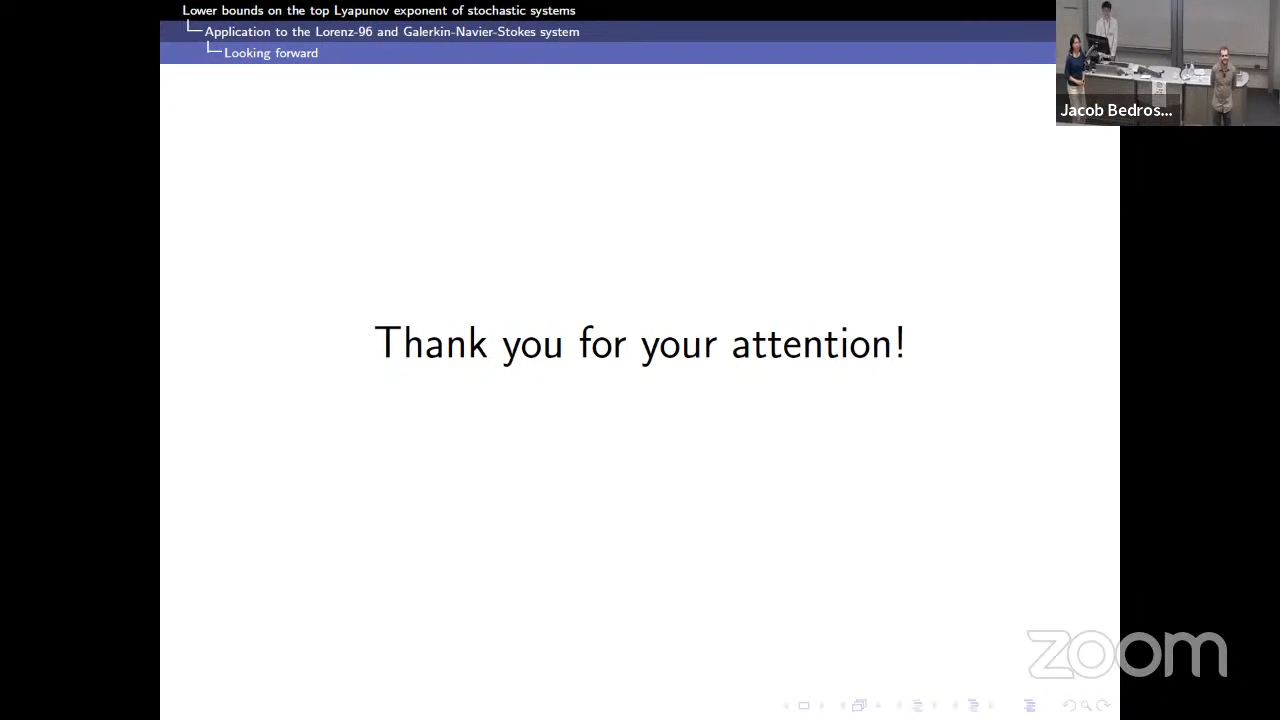 Lower bounds on the top Lyapunov exponent of stochastic systems
Application to the Lorenz-96 and Galerkin-Navier-Stokes system
Looking forward
Jacob Bedros...
Thank you for your attention!
zoom